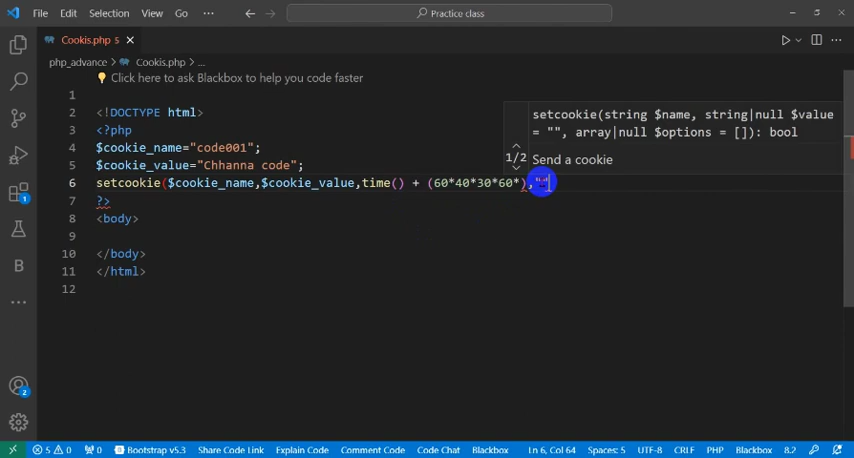 File Edit Selection View Go ··· Practice class
Cookis.php 5
php_advance > Cookis.php > ...
Click here to ask Blackbox to help you code faster
1
2 <!DOCTYPE html>
3 <?php
4 $cookie_name="code001";
5 $cookie_value="Chhanna code";
6 setcookie($cookie_name,$cookie_value,time() + (60*40*30*60*),""
7 ?>
8 <body>
9
10 </body>
11 </html>
12
setcookie(string $name, string|null $value
= "", array|null $options = []): bool
1/2 Send a cookie
1
B
2
5 0 0 Bootstrap v5.3 Share Code Link Explain Code Comment Code Code Chat Blackbox Ln 6, Col 64 Spaces: 5 UTF-8 CRLF PHP Blackbox 8.2